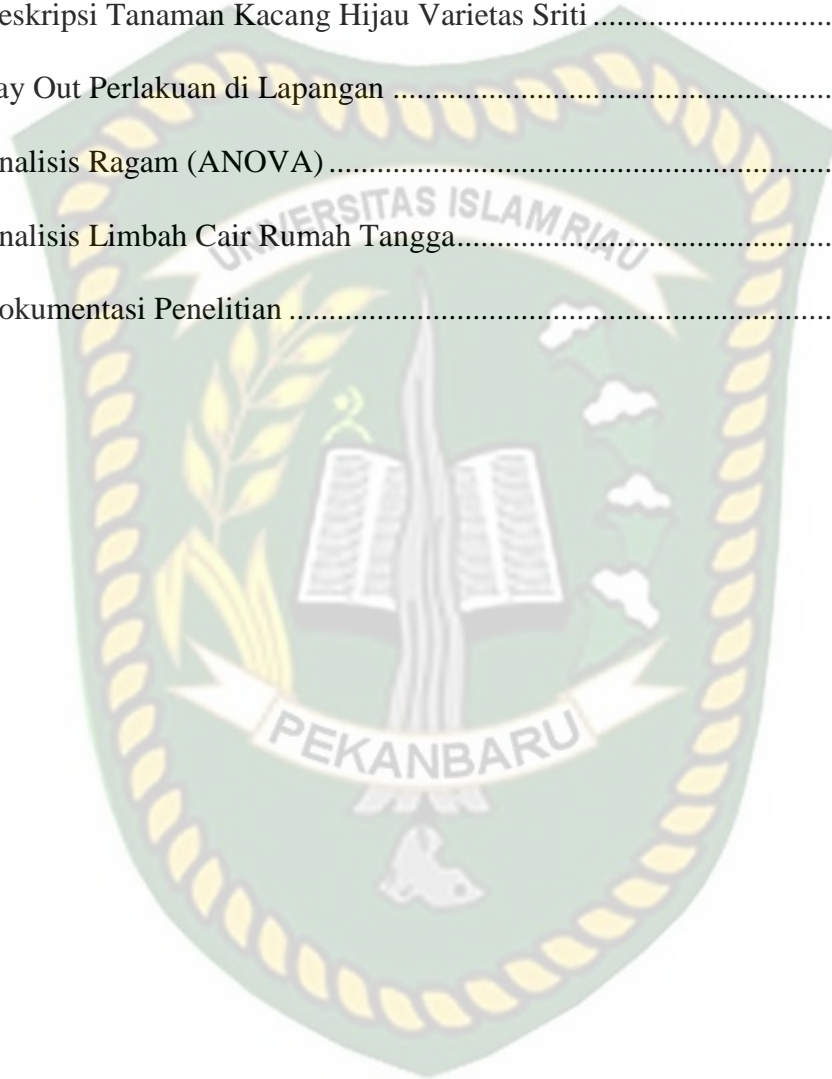 eskripsi Tanaman Kacang Hijau Varietas Sriti ..............................
ay Out Perlakuan di Lapangan .......................................................
nalisis Ragam (ANOVA) ...............................................................
nalisis Limbah Cair Rumah Tangga...............................................
okumentasi Penelitian ....................................................................
UNIVERSITAS ISLAM RIAU
PEKANBARU